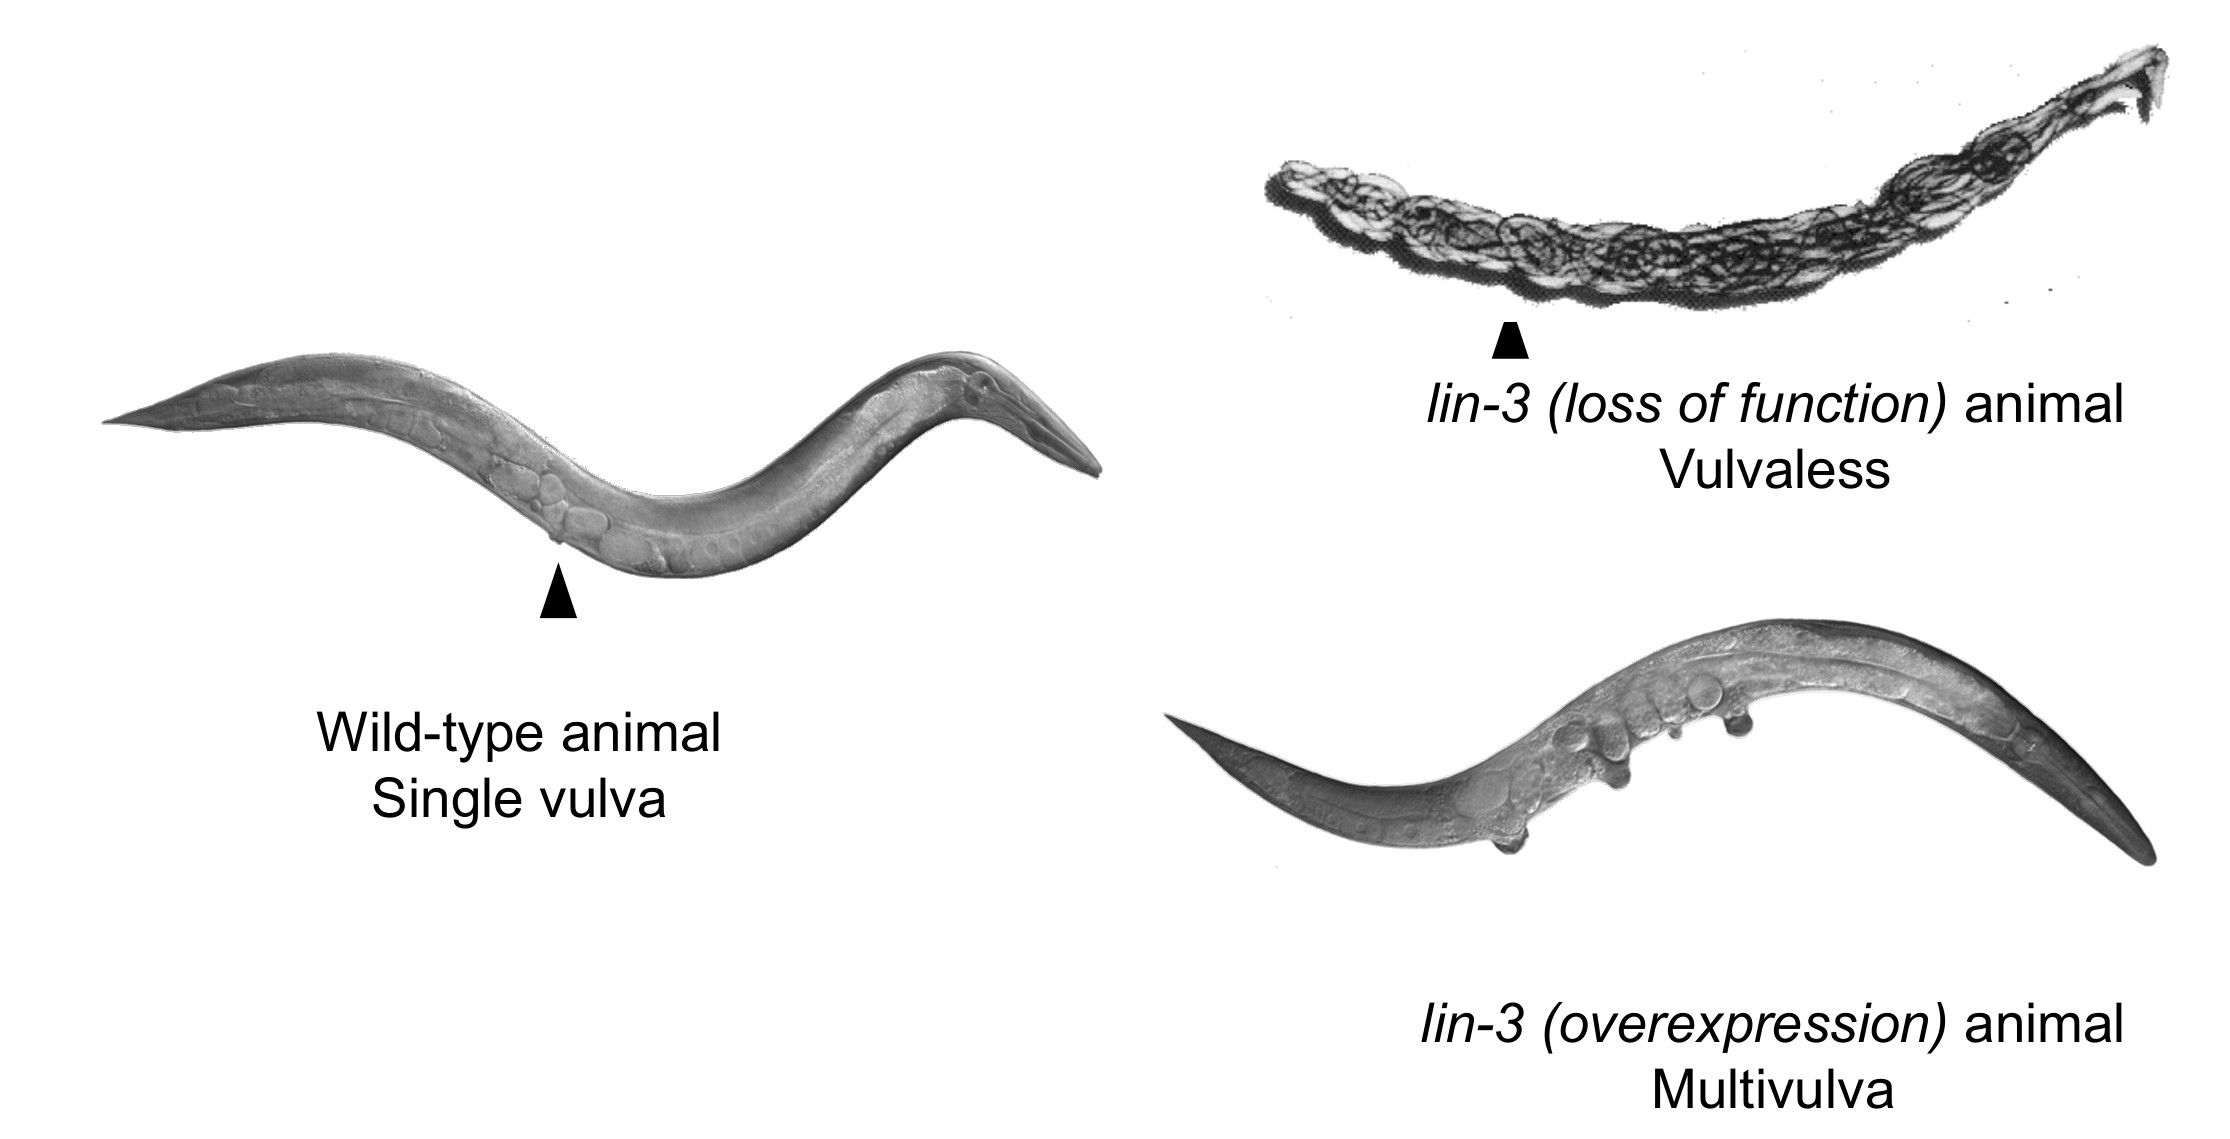 lin-3 (loss of function) animal
Vulvaless
Wild-type animal
Single vulva
lin-3 (overexpression) animal
Multivulva